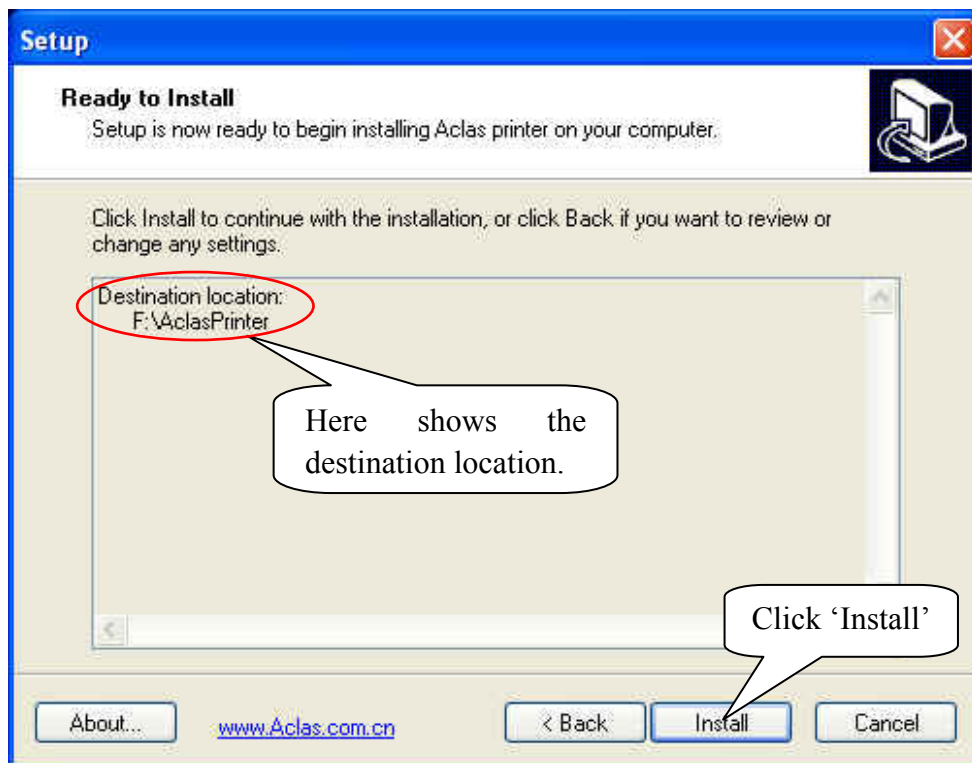 Setup
Ready to Install
Setup is now ready to begin installing Aclas printer on your computer.
Click Install to continue with the installation, or click Back if you want to review or
change any settings.
Destination location:
F:\AclasPrinter
Here shows the
destination location.
Click ‘Install’
About...
www.Aclas.com.cn
< Back
Install
Cancel